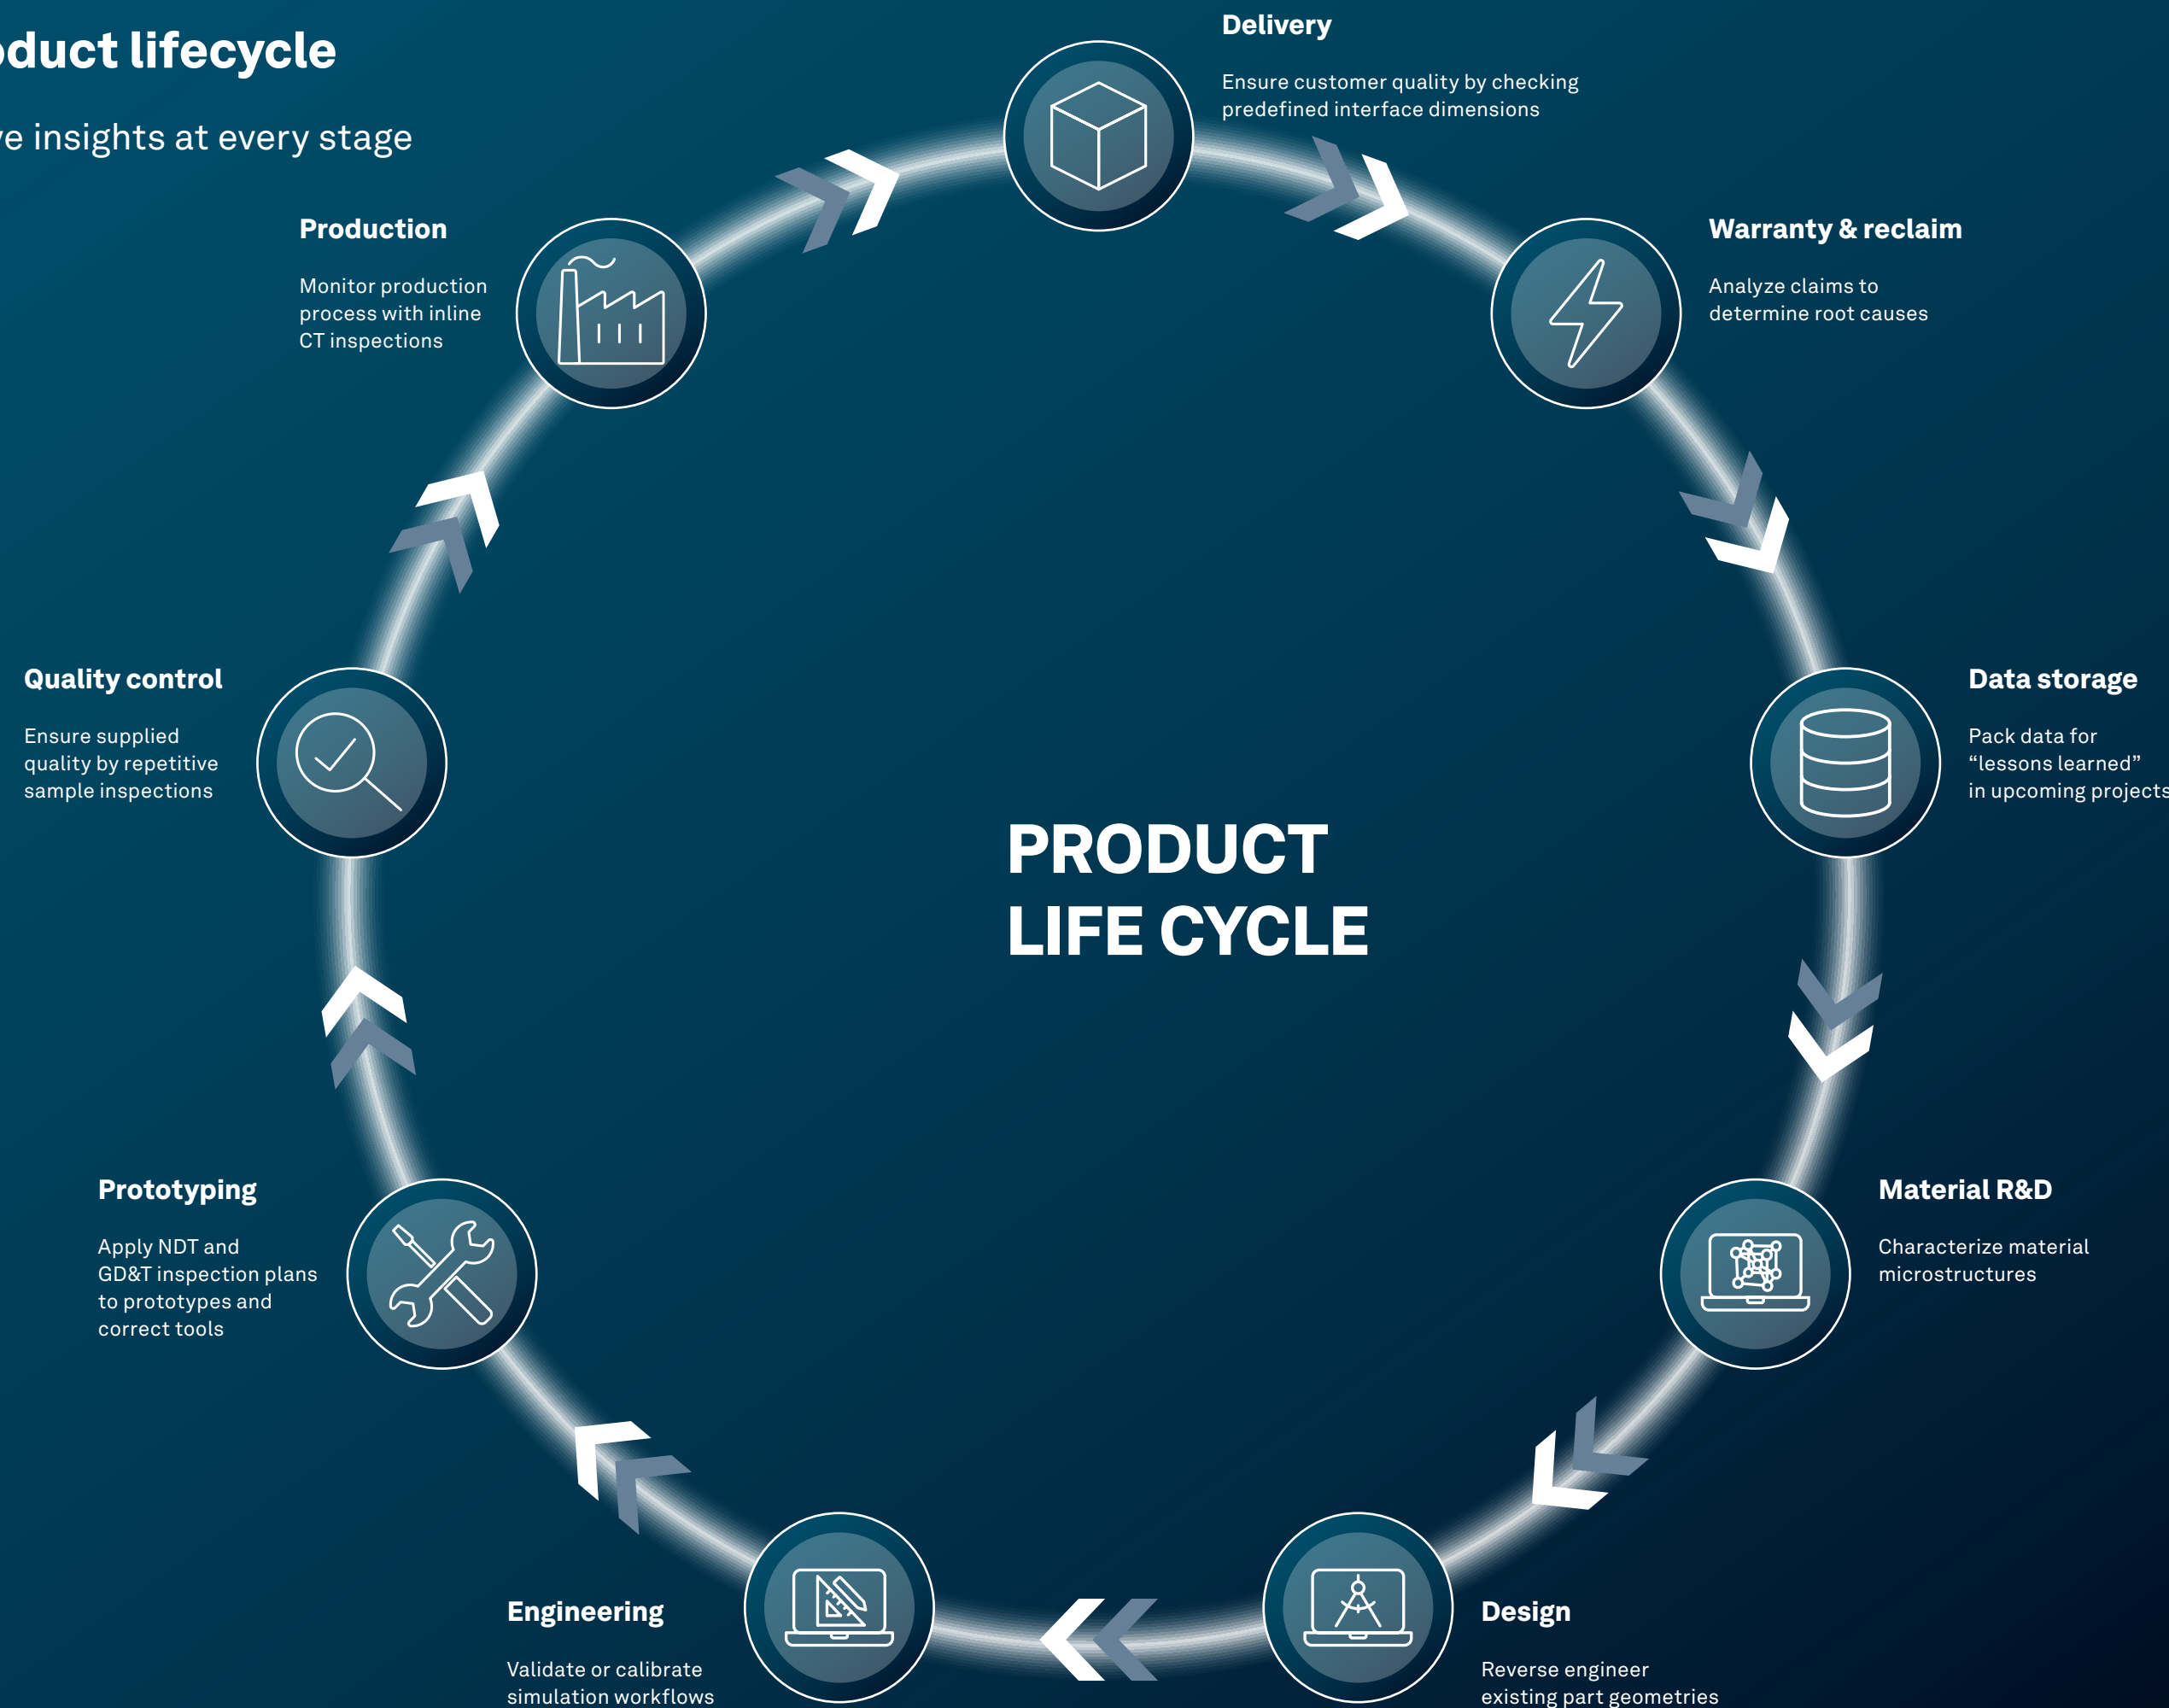 oduct lifecycle
ve insights at every stage
Delivery
Ensure customer quality by checking
predefined interface dimensions
Warranty & reclaim
Analyze claims to
determine root causes
Data storage
Pack data for
“lessons learned”
in upcoming projects
Material R&D
Characterize material
microstructures
Design
Reverse engineer
existing part geometries
Engineering
Validate or calibrate
simulation workflows
Prototyping
Apply NDT and
GD&T inspection plans
to prototypes and
correct tools
Quality control
Ensure supplied
quality by repetitive
sample inspections
Production
Monitor production
process with inline
CT inspections
PRODUCT
LIFE CYCLE